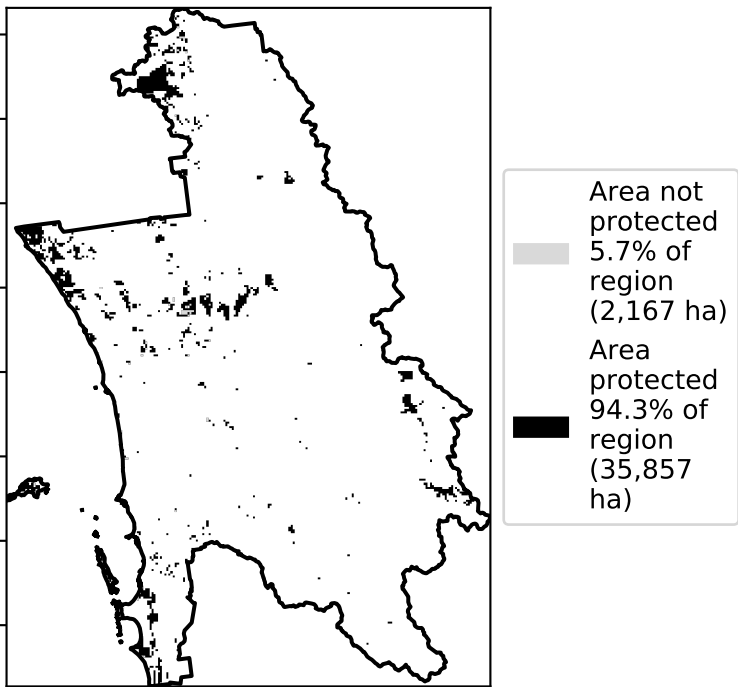 Area not
protected
5.7% of
region
(2,167 ha)
Area
protected
94.3% of
region
(35,857
ha)